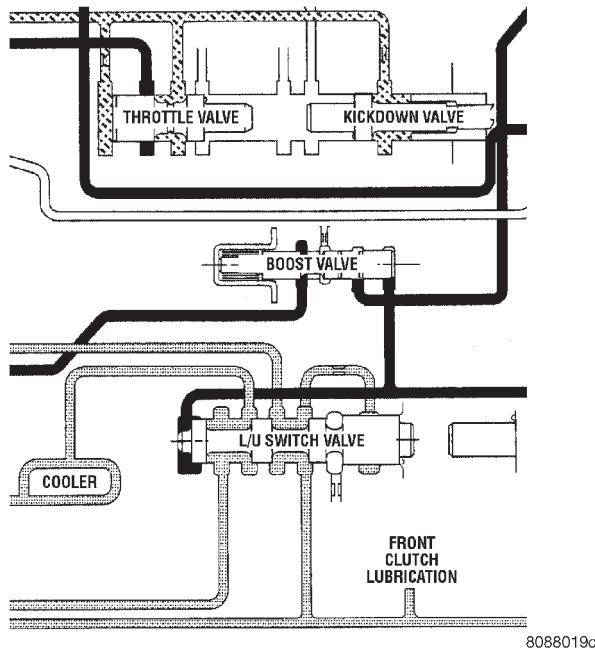 THROTTLE VALVE
KICKDOWN VALVE
BOOST VALVE
L/U SWITCH VALVE
COOLER
FRONT
CLUTCH
LUBRICATION
8088019c